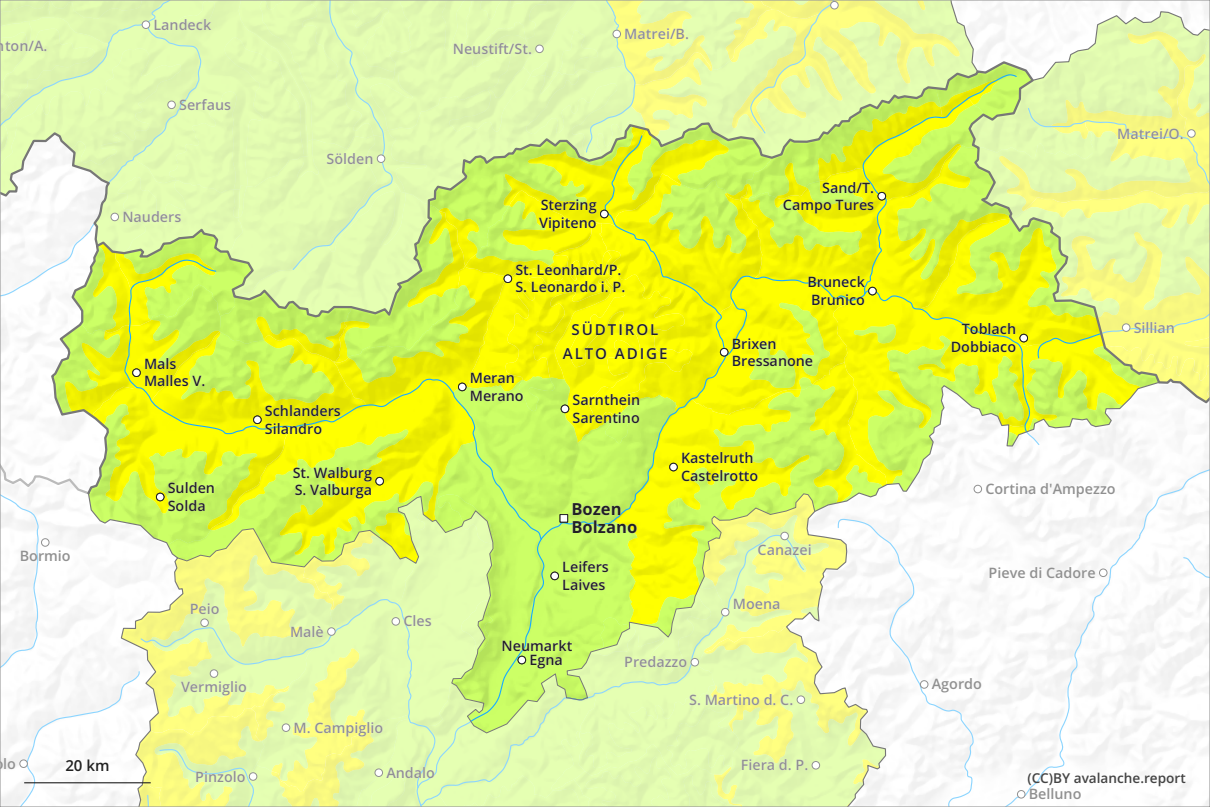 Landeck
nton/A.
Neustift/St.
Matrei/B.
Serfaus
Matrei/O.
Sölden
Sand/T.
Campo Tures
Nauders
Sterzing
Vipiteno
St. Leonhard/P.
S. Leonardo i. P.
Bruneck
Brunico
SÜDTIROL
ALTO ADIGE
Toblach
Dobbiaco
Sillian
Brixen
Bressanone
Mals
Malles V.
Meran
Merano
Sarnthein
Sarentino
Schlanders
Silandro
Kastelruth
Castelrotto
St. Walburg
S. Valburga
Sulden
Solda
Cortina d'Ampezzo
Bozen
Bolzano
Bormio
Canazei
Leifers
Laives
Pieve di Cadore
Peio
Moena
Cles
Malè
Neumarkt
Egna
Predazzo
Vermiglio
Agordo
S. Martino d. C.
M. Campiglio
olo
20 km
Pinzolo
Andalo
Fiera d. P.
(CC)BY avalanche.report
Belluno